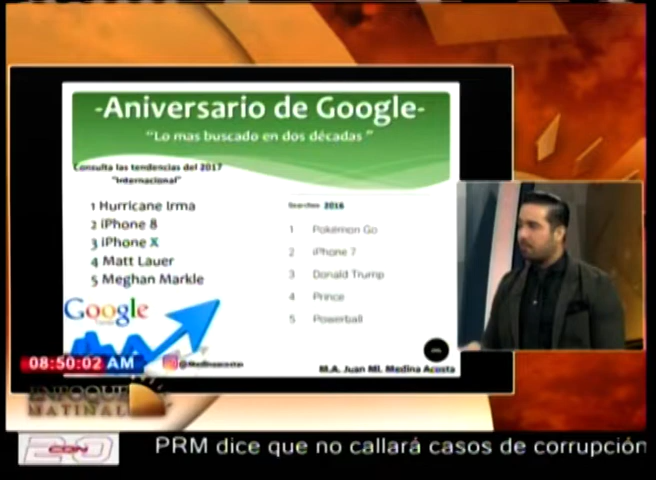 -Aniversario de Google-
“Lo mas buscado en dos décadas ”
Consulta las tendencias del 2017
“Internacional”
1 Hurricane Irma
2 iPhone 8
3 iPhone X
4 Matt Lauer
5 Meghan Markle
Searches 2016
1 Pokémon Go
2 iPhone 7
3 Donald Trump
4 Prince
5 Powerball
Google
@Medinaacostaz
M.A. Juan Ml. Medina Acosta
08:50:02 AM
ENFOQUE
MATINAL
CDN
PRM dice que no callará casos de corrupción